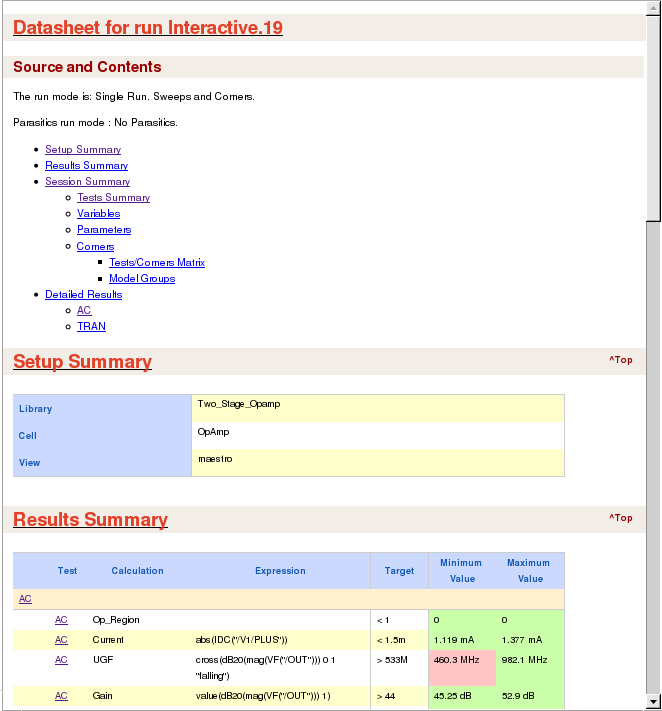 Datasheet for run Interactive.19
Source and Contents
The run mode is: Single Run, Sweeps and Corners.
Parasitics run mode : No Parasitics.
Setup Summary
Results Summary
Session Summary
Tests Summary
Variables
Parameters
Corners
Tests/Corners Matrix
Model Groups
Detailed Results
AC
TRAN
Setup Summary ^Top
Library Two_Stage_Opamp
Cell OpAmp
View maestro
Results Summary ^Top
Test Calculation Expression Target Minimum Value Maximum Value
AC
AC Op_Region < 1 0 0
AC Current abs(IDC("/V1/PLUS")) < 1.5m 1.119 mA 1.377 mA
AC UGF cross(dB20(mag(VF("/OUT"))) 0 1 > 533M 460.3 MHz 982.1 MHz
"falling")
AC Gain value(dB20(mag(VF("/OUT"))) 1) > 44 45.25 dB 52.9 dB